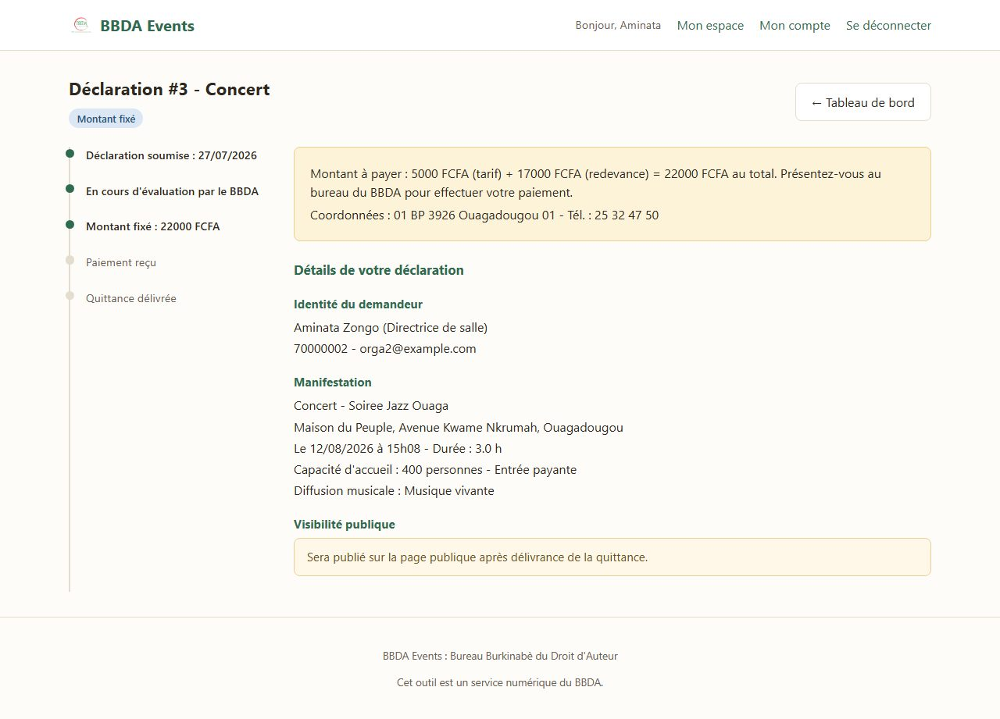 BBDA Events
Bonjour, Aminata
Mon espace
Mon compte
Se déconnecter
Déclaration #3 - Concert
← Tableau de bord
Montant fixé
Déclaration soumise : 27/07/2026
En cours d'évaluation par le BBDA
Montant fixé : 22000 FCFA
Paiement reçu
Quittance délivrée
Montant à payer : 5000 FCFA (tarif) + 17000 FCFA (redevance) = 22000 FCFA au total. Présentez-vous au
bureau du BBDA pour effectuer votre paiement.
Coordonnées : 01 BP 3926 Ouagadougou 01 - Tél. : 25 32 47 50
Détails de votre déclaration
Identité du demandeur
Aminata Zongo (Directrice de salle)
70000002 - orga2@example.com
Manifestation
Concert - Soiree Jazz Ouaga
Maison du Peuple, Avenue Kwame Nkrumah, Ouagadougou
Le 12/08/2026 à 15h08 - Durée : 3.0 h
Capacité d'accueil : 400 personnes - Entrée payante
Diffusion musicale : Musique vivante
Visibilité publique
Sera publié sur la page publique après délivrance de la quittance.
BBDA Events : Bureau Burkinabè du Droit d'Auteur
Cet outil est un service numérique du BBDA.